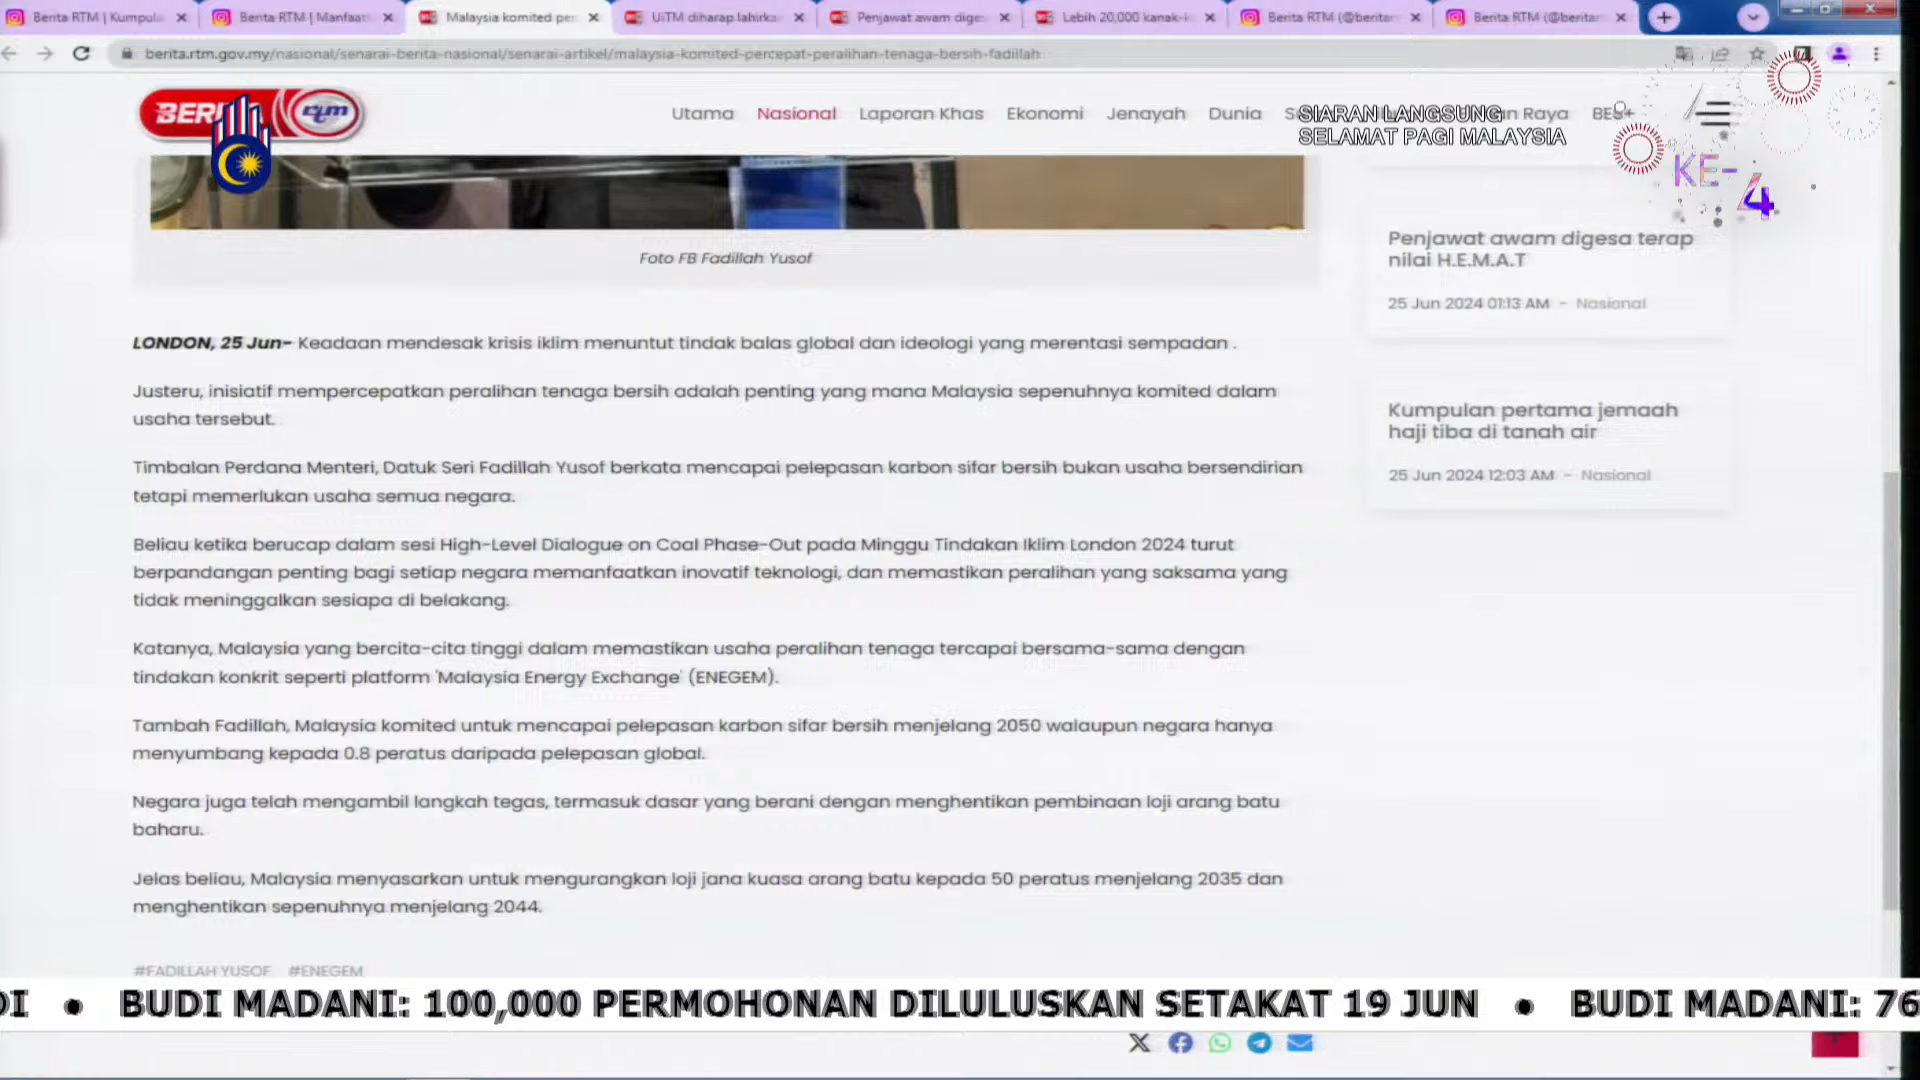 Berita RTM | Kumpula
Berita RTM | Manfaat
Malaysia komited per
UiTM diharap lahirka
Penjawat awam diges
Lebih 20,000 kanak-k
Berita RTM (@beritar
Berita RTM (@beritar
berita.rtm.gov.my/nasional/senarai-berita-nasional/senarai-artikel/malaysia-komited-percepat-peralihan-tenaga-bersih-fadillah
BERI rtm
Utama Nasional Laporan Khas Ekonomi Jenayah Dunia an Raya BES+
SIARAN LANGSUNG
SELAMAT PAGI MALAYSIA
KE-4
Foto FB Fadillah Yusof
LONDON, 25 Jun- Keadaan mendesak krisis iklim menuntut tindak balas global dan ideologi yang merentasi sempadan .
Justeru, inisiatif mempercepatkan peralihan tenaga bersih adalah penting yang mana Malaysia sepenuhnya komited dalam
usaha tersebut.
Timbalan Perdana Menteri, Datuk Seri Fadillah Yusof berkata mencapai pelepasan karbon sifar bersih bukan usaha bersendirian
tetapi memerlukan usaha semua negara.
Beliau ketika berucap dalam sesi High-Level Dialogue on Coal Phase-Out pada Minggu Tindakan Iklim London 2024 turut
berpandangan penting bagi setiap negara memanfaatkan inovatif teknologi, dan memastikan peralihan yang saksama yang
tidak meninggalkan sesiapa di belakang.
Katanya, Malaysia yang bercita-cita tinggi dalam memastikan usaha peralihan tenaga tercapai bersama-sama dengan
tindakan konkrit seperti platform 'Malaysia Energy Exchange' (ENEGEM).
Tambah Fadillah, Malaysia komited untuk mencapai pelepasan karbon sifar bersih menjelang 2050 walaupun negara hanya
menyumbang kepada 0.8 peratus daripada pelepasan global.
Negara juga telah mengambil langkah tegas, termasuk dasar yang berani dengan menghentikan pembinaan loji arang batu
baharu.
Jelas beliau, Malaysia menyasarkan untuk mengurangkan loji jana kuasa arang batu kepada 50 peratus menjelang 2035 dan
menghentikan sepenuhnya menjelang 2044.
#FADILLAH YUSOF #ENEGEM
Penjawat awam digesa terap
nilai H.E.M.A.T
25 Jun 2024 01:13 AM - Nasional
Kumpulan pertama jemaah
haji tiba di tanah air
25 Jun 2024 12:03 AM - Nasional
DI • BUDI MADANI: 100,000 PERMOHONAN DILULUSKAN SETAKAT 19 JUN • BUDI MADANI: 76